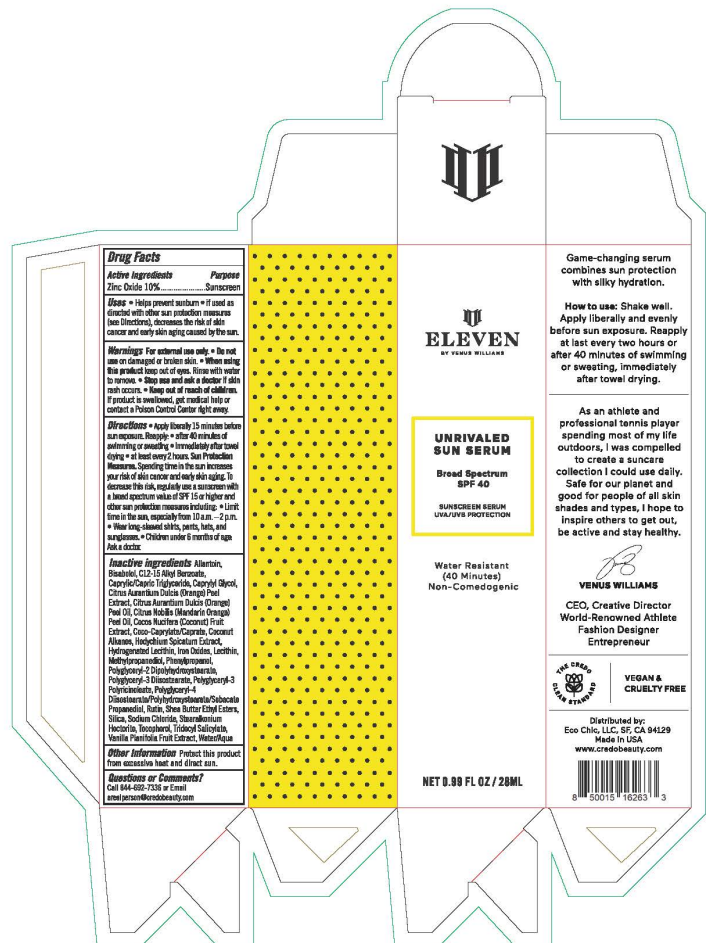 Drug Facts
Active Ingredients Purpose
Zinc Oxide 10%......................Sunscreen
Uses • Helps prevent sunburn • If used as
directed with other sun protection measures
(see Directions), decreases the risk of skin
cancer and early skin aging caused by the sun.
Warnings For external use only. • Do not
use on damaged or broken skin. • When using
this product keep out of eyes. Rinse with water
to remove. • Stop use and ask a doctor if skin
rash occurs. • Keep out of reach of children.
If product is swallowed, get medical help or
contact a Poison Control Center right away.
Directions • Apply liberally 15 minutes before
sun exposure. Reapply: • after 40 minutes of
swimming or sweating • Immediately after towel
drying • at least every 2 hours. Sun Protection
Measures. Spending time in the sun increases
your risk of skin cancer and early skin aging. To
decrease this risk, regularly use a sunscreen with
a broad spectrum value of SPF 15 or higher and
other sun protection measures including: • Limit
time in the sun, especially from 10 a.m. – 2 p.m.
• Wear long-sleeved shirts, pants, hats, and
sunglasses. • Children under 6 months of age:
Ask a doctor.
Inactive ingredients Allantoin,
Bisabolol, C12-15 Alkyl Benzoate,
Caprylic/Capric Triglyceride, Caprylyl Glycol,
Citrus Aurantium Dulcis (Orange) Peel
Extract, Citrus Aurantium Dulcis (Orange)
Peel Oil, Citrus Nobilis (Mandarin Orange)
Peel Oil, Cocos Nucifera (Coconut) Fruit
Extract, Coco-Caprylate/Caprate, Coconut
Alkanes, Hedychium Spicatum Extract,
Hydrogenated Lecithin, Iron Oxides, Lecithin,
Methylpropanediol, Phenylpropanol,
Polyglyceryl-2 Dipolyhydroxystearate,
Polyglyceryl-3 Diisostearate, Polyglyceryl-3
Polyricinoleate, Polyglyceryl-4
Diisostearate/Polyhydroxystearate/Sebacate
Propanediol, Rutin, Shea Butter Ethyl Esters,
Silica, Sodium Chloride, Stearalkonium
Hectorite, Tocopherol, Tridecyl Salicylate,
Vanilla Planifolia Fruit Extract, Water/Aqua
Other Information Protect this product
from excessive heat and direct sun.
Questions or Comments?
Call 844-692-7336 or Email
arealperson@credobeauty.com
ELEVEN
BY VENUS WILLIAMS
UNRIVALED
SUN SERUM
Broad Spectrum
SPF 40
SUNSCREEN SERUM
UVA/UVB PROTECTION
Water Resistant
(40 Minutes)
Non-Comedogenic
NET 0.99 FL OZ / 28ML
Game-changing serum
combines sun protection
with silky hydration.
How to use: Shake well.
Apply liberally and evenly
before sun exposure. Reapply
at last every two hours or
after 40 minutes of swimming
or sweating, immediately
after towel drying.
As an athlete and
professional tennis player
spending most of my life
outdoors, I was compelled
to create a suncare
collection I could use daily.
Safe for our planet and
good for people of all skin
shades and types, I hope to
inspire others to get out,
be active and stay healthy.
VENUS WILLIAMS
CEO, Creative Director
World-Renowned Athlete
Fashion Designer
Entrepreneur
THE CREDO
CLEAN STANDARD
VEGAN &
CRUELTY FREE
Distributed by:
Eco Chic, LLC, SF, CA 94129
Made in USA
www.credobeauty.com
8 50015 16263 3